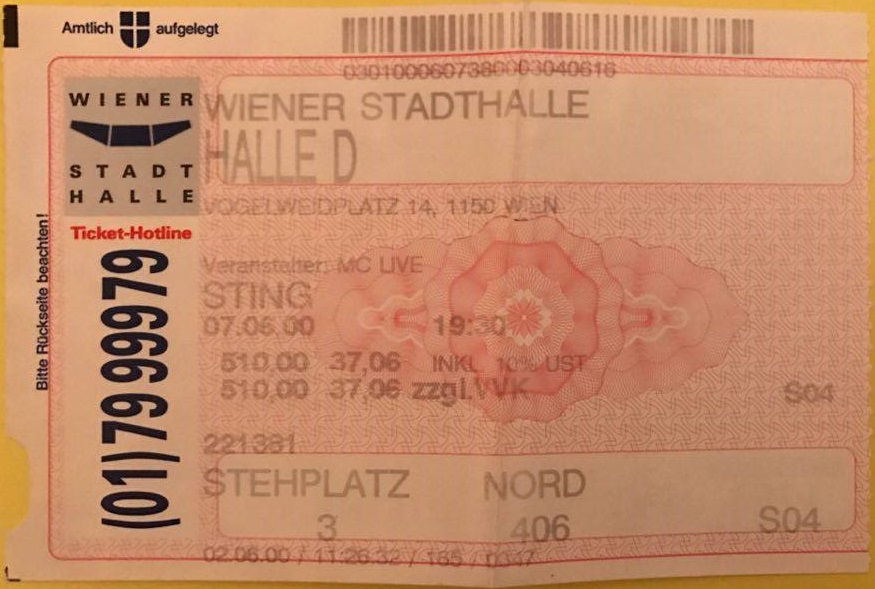 Amtlich aufgelegt
WIENER STADT HALLE
Ticket-Hotline
(01)79 999 79
Bitte Rückseite beachten!
WIENER STADTHALLE
HALLE D
VOGELWEIDPLATZ 14, 1150 WIEN
Veranstalter: MC LIVE
STING
07.06.00 19:30
510,00 37,06 INKL 10% UST
510,00 37,06 zzgl.VVK S04
221381
STEHPLATZ NORD
3 406 S04
02.06.00 / 11:26:32 / 165 / 0347